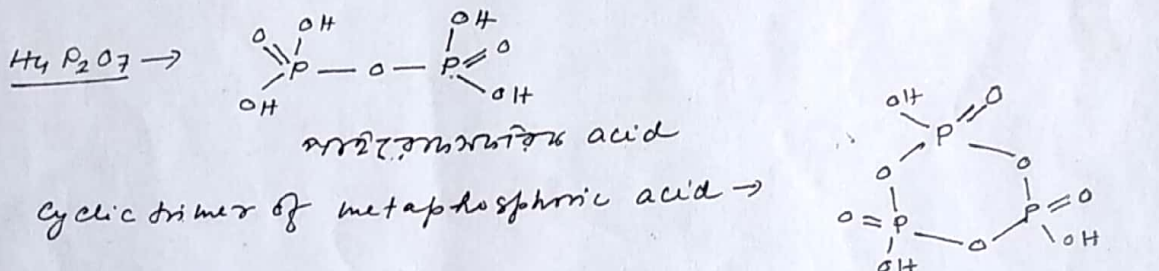 H4 P2O7 →
O OH OH O
P — O — P
OH OH
acid
Cyclic trimer of metaphosphoric acid →
OH O
P
O O
O=P P=O
OH O OH